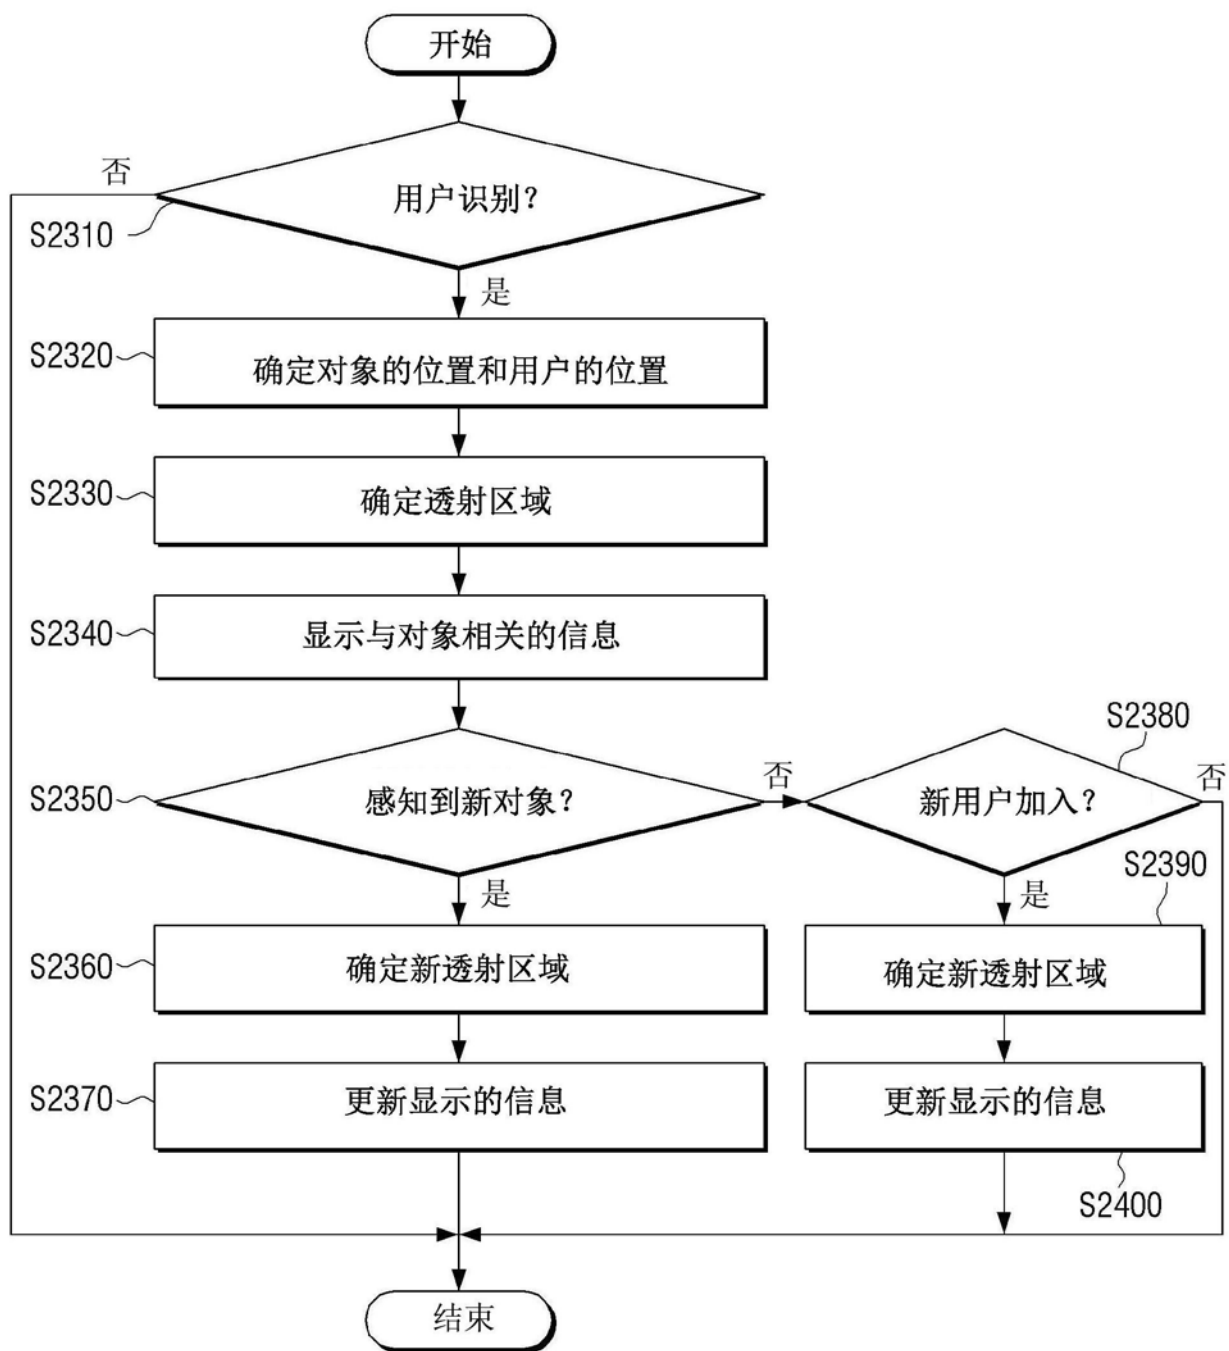 开始
否
用户识别?
S2310
是
S2320
确定对象的位置和用户的位置
S2330
确定透射区域
S2340
显示与对象相关的信息
S2380
S2350
感知到新对象?
否
新用户加入?
否
是
是
S2390
S2360
确定新透射区域
确定新透射区域
S2370
更新显示的信息
更新显示的信息
S2400
结束